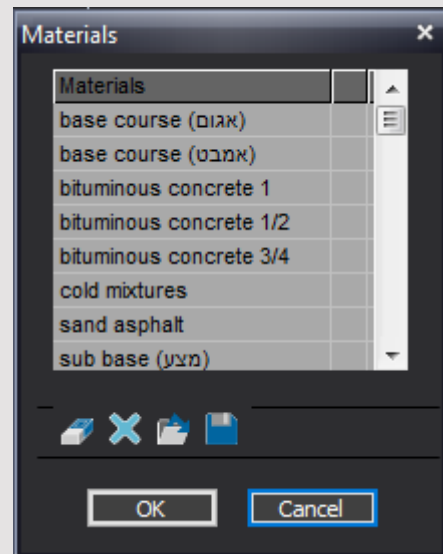 Materials
Materials
base course (אגום)
base course (אמבט)
bituminous concrete 1
bituminous concrete 1/2
bituminous concrete 3/4
cold mixtures
sand asphalt
sub base (מצע)
OK
Cancel